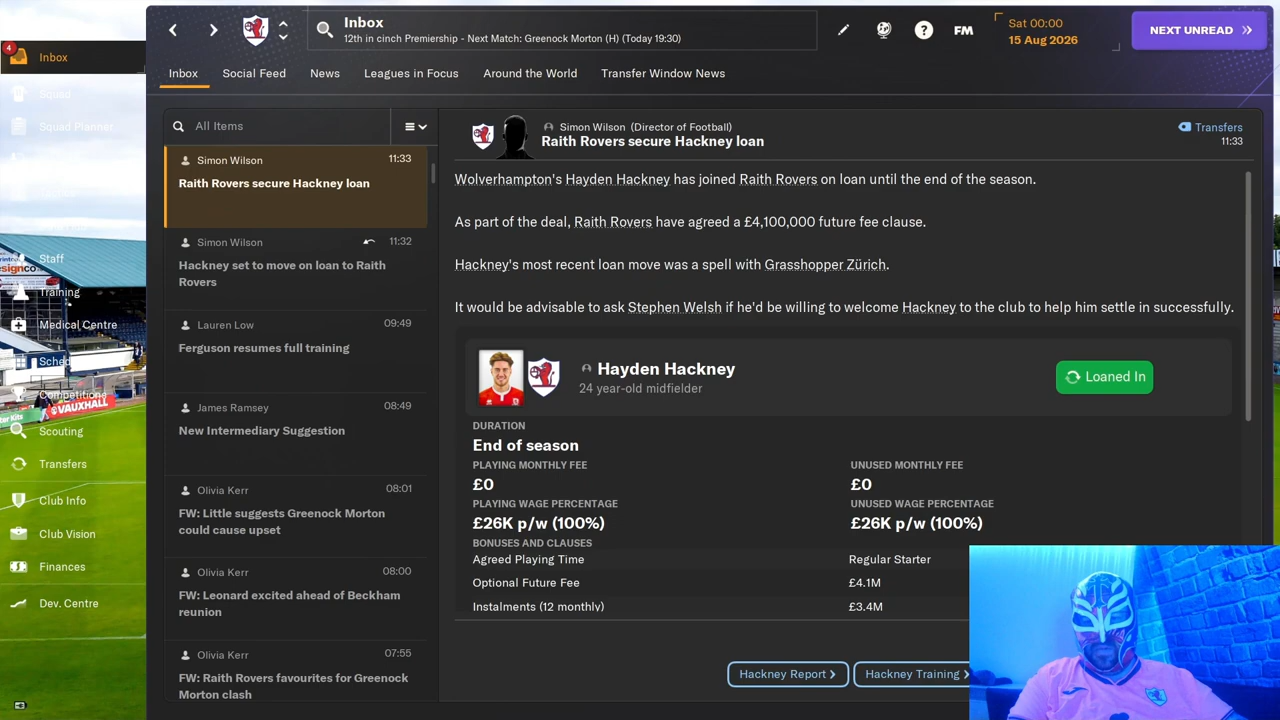 Inbox
12th in cinch Premiership - Next Match: Greenock Morton (H) (Today 19:30)
FM
Sat 00:00
15 Aug 2026
NEXT UNREAD
4
Inbox
Squad
Squad Planner
Staff
Training
Medical Centre
Sched
Competitions
Scouting
Transfers
Club Info
Club Vision
Finances
Dev. Centre
designco
VAUXHALL
Inbox
Social Feed
News
Leagues in Focus
Around the World
Transfer Window News
All Items
Simon Wilson
11:33
Raith Rovers secure Hackney loan
Simon Wilson
11:32
Hackney set to move on loan to Raith
Rovers
Lauren Low
09:49
Ferguson resumes full training
James Ramsey
08:49
New Intermediary Suggestion
Olivia Kerr
08:01
FW: Little suggests Greenock Morton
could cause upset
Olivia Kerr
08:00
FW: Leonard excited ahead of Beckham
reunion
Olivia Kerr
07:55
FW: Raith Rovers favourites for Greenock
Morton clash
Simon Wilson (Director of Football)
Raith Rovers secure Hackney loan
Transfers
11:33
Wolverhampton's Hayden Hackney has joined Raith Rovers on loan until the end of the season.
As part of the deal, Raith Rovers have agreed a £4,100,000 future fee clause.
Hackney's most recent loan move was a spell with Grasshopper Zürich.
It would be advisable to ask Stephen Welsh if he'd be willing to welcome Hackney to the club to help him settle in successfully.
Hayden Hackney
24 year-old midfielder
Loaned In
DURATION
End of season
PLAYING MONTHLY FEE
£0
UNUSED MONTHLY FEE
£0
PLAYING WAGE PERCENTAGE
£26K p/w (100%)
UNUSED WAGE PERCENTAGE
£26K p/w (100%)
BONUSES AND CLAUSES
Agreed Playing Time
Regular Starter
Optional Future Fee
£4.1M
Instalments (12 monthly)
£3.4M
Hackney Report
Hackney Training